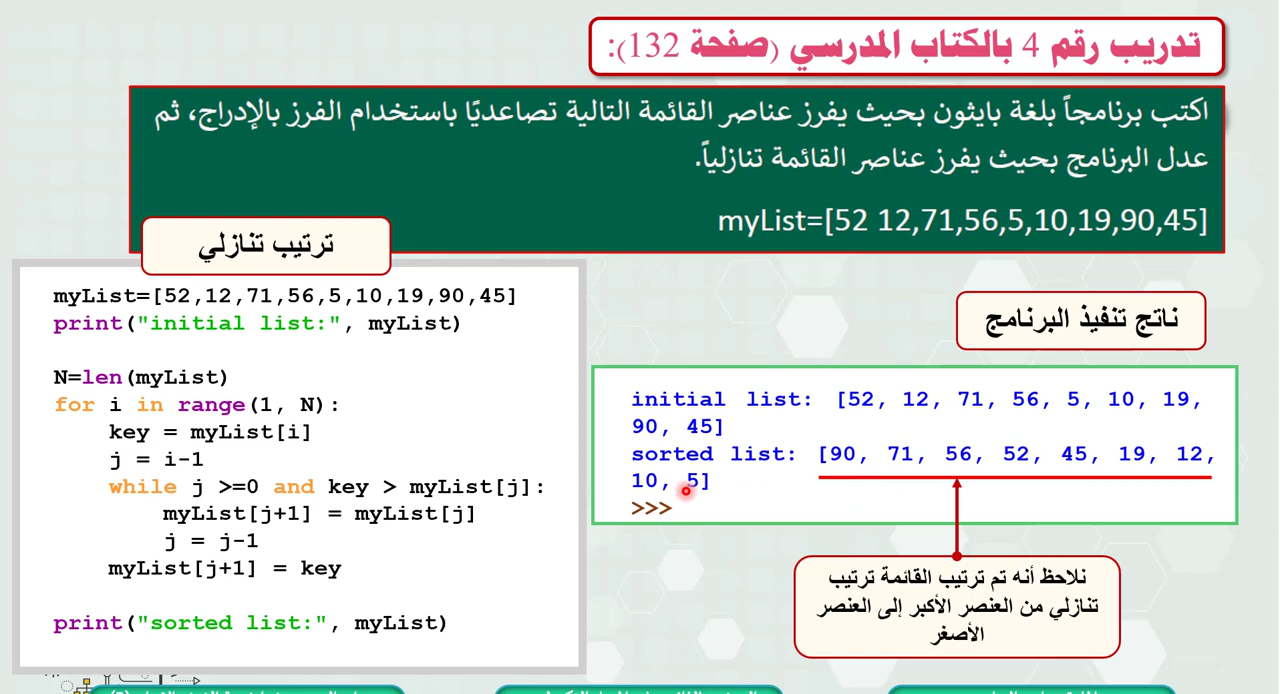 تدريب رقم 4 بالكتاب المدرسي (صفحة 132):
اكتب برنامجاً بلغة بايثون بحيث يفرز عناصر القائمة التالية تصاعديًا باستخدام الفرز بالإدراج، ثم
عدل البرنامج بحيث يفرز عناصر القائمة تنازلياً.
myList=[52 12,71,56,5,10,19,90,45]
ترتيب تنازلي
myList=[52,12,71,56,5,10,19,90,45]
print("initial list:", myList)
N=len(myList)
for i in range(1, N):
    key = myList[i]
    j = i-1
    while j >=0 and key > myList[j]:
        myList[j+1] = myList[j]
        j = j-1
    myList[j+1] = key
print("sorted list:", myList)
ناتج تنفيذ البرنامج
initial list: [52, 12, 71, 56, 5, 10, 19,
90, 45]
sorted list: [90, 71, 56, 52, 45, 19, 12,
10, 5]
>>>
نلاحظ أنه تم ترتيب القائمة ترتيب
تنازلي من العنصر الأكبر إلى العنصر
الأصغر